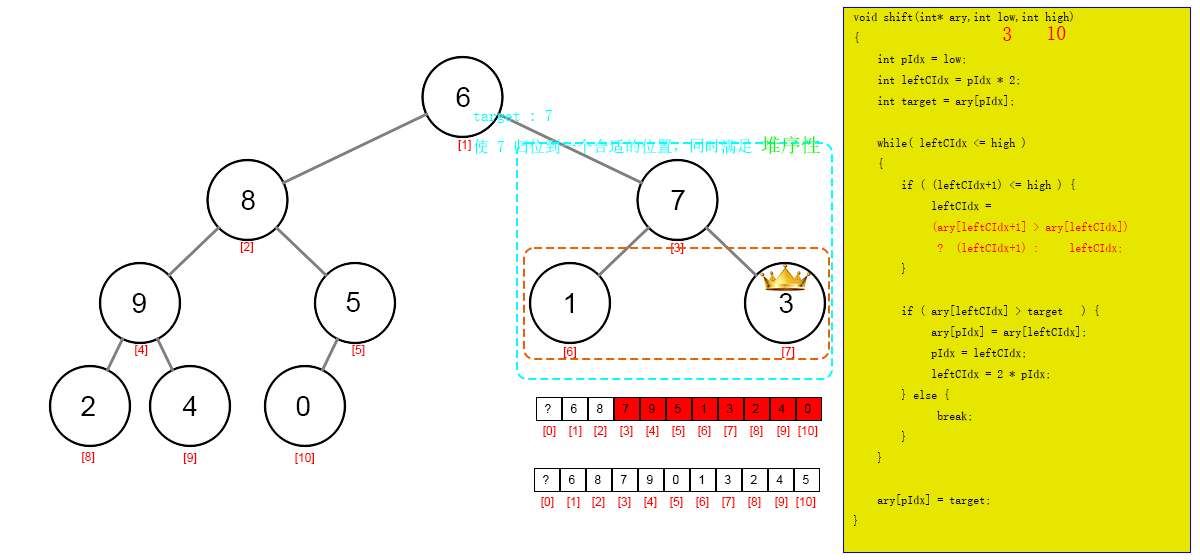 6
[1]
target : 7
使 7 归位到一个合适的位置，同时满足 堆序性
8
[2]
7
[3]
9
[4]
5
[5]
1
[6]
3
[7]
2
[8]
4
[9]
0
[10]
? 6 8 7 9 5 1 3 2 4 0
[0] [1] [2] [3] [4] [5] [6] [7] [8] [9] [10]
? 6 8 7 9 0 1 3 2 4 5
[0] [1] [2] [3] [4] [5] [6] [7] [8] [9] [10]
void shift(int* ary,int low,int high)
{ 3 10
int pIdx = low;
int leftCIdx = pIdx * 2;
int target = ary[pIdx];
while( leftCIdx <= high )
{
if ( (leftCIdx+1) <= high ) {
leftCIdx =
(ary[leftCIdx+1] > ary[leftCIdx])
? (leftCIdx+1) : leftCIdx;
}
if ( ary[leftCIdx] > target ) {
ary[pIdx] = ary[leftCIdx];
pIdx = leftCIdx;
leftCIdx = 2 * pIdx;
} else {
break;
}
}
ary[pIdx] = target;
}